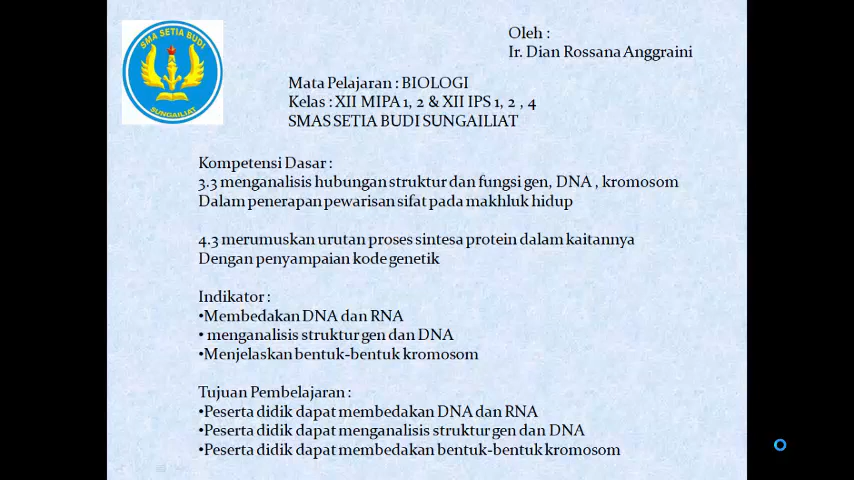 SMA SETIA BUDI
SUNGAILIAT
Oleh :
Ir. Dian Rossana Anggraini
Mata Pelajaran : BIOLOGI
Kelas : XII MIPA 1, 2 & XII IPS 1, 2 , 4
SMAS SETIA BUDI SUNGAILIAT
Kompetensi Dasar :
3.3 menganalisis hubungan struktur dan fungsi gen, DNA , kromosom
Dalam penerapan pewarisan sifat pada makhluk hidup
4.3 merumuskan urutan proses sintesa protein dalam kaitannya
Dengan penyampaian kode genetik
Indikator :
•Membedakan DNA dan RNA
• menganalisis struktur gen dan DNA
•Menjelaskan bentuk-bentuk kromosom
Tujuan Pembelajaran :
•Peserta didik dapat membedakan DNA dan RNA
•Peserta didik dapat menganalisis struktur gen dan DNA
•Peserta didik dapat membedakan bentuk-bentuk kromosom